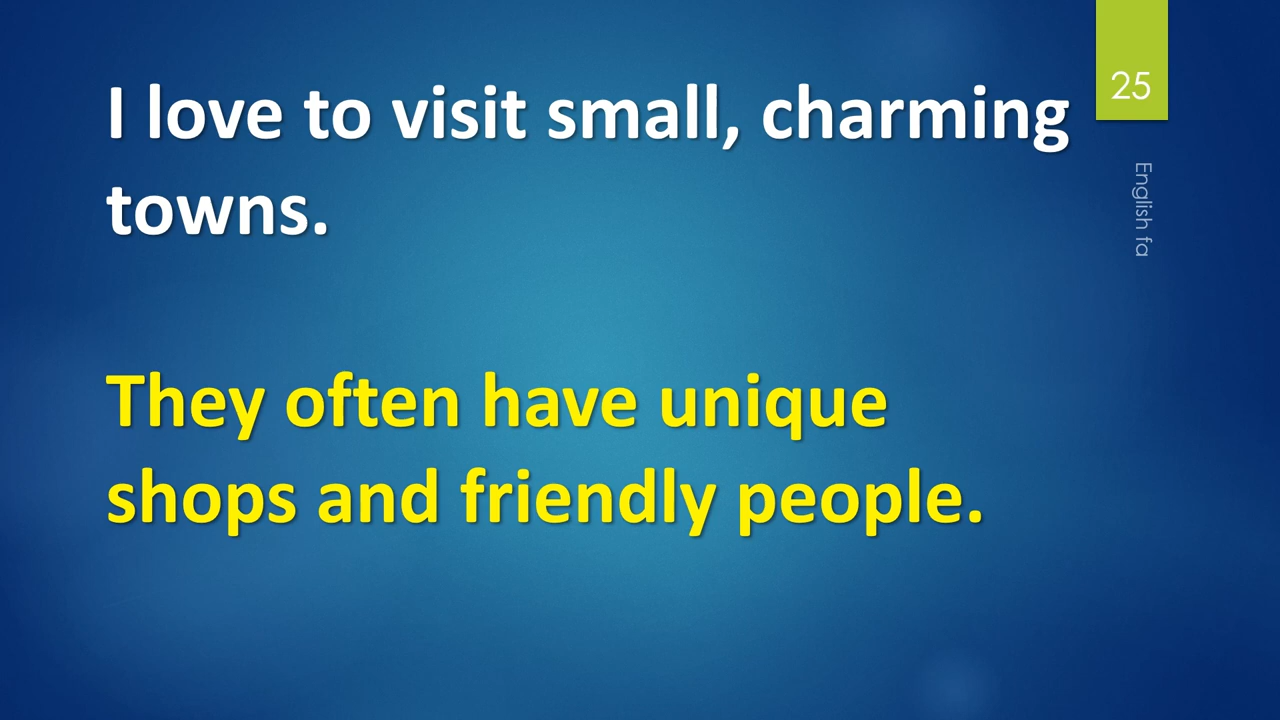 I love to visit small, charming
towns.
They often have unique
shops and friendly people.
25
English fa